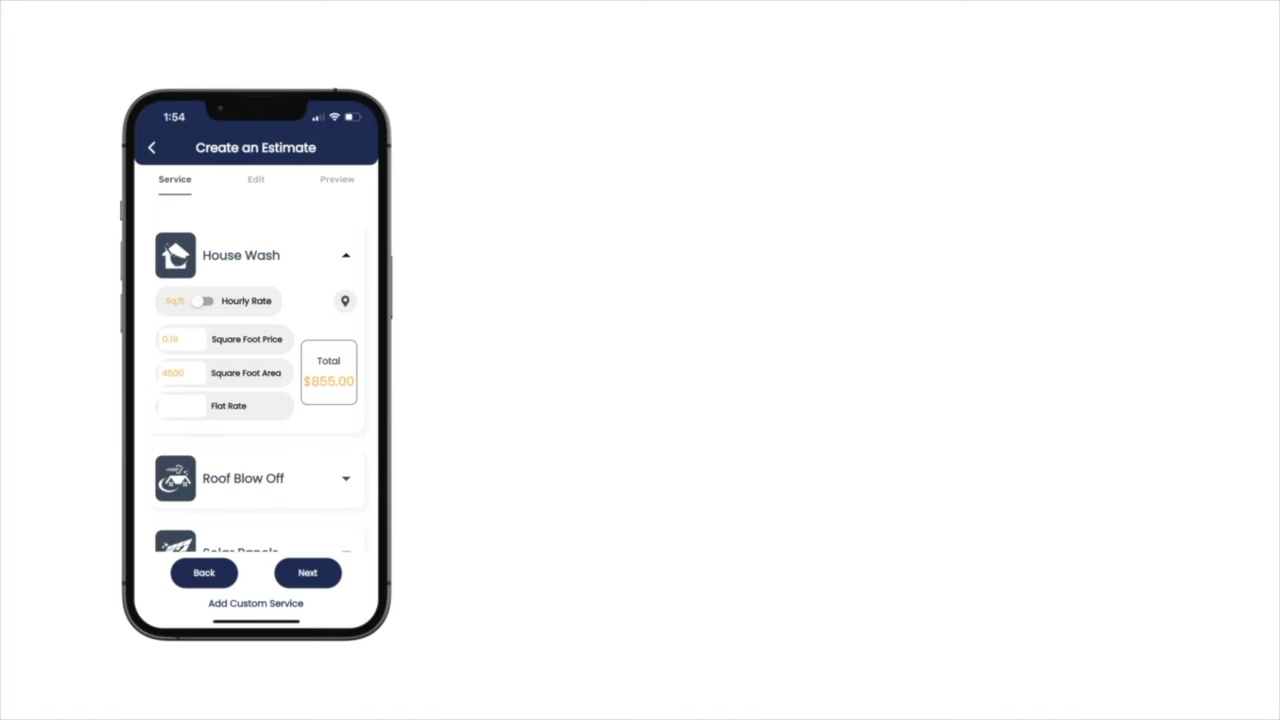 1:54
Create an Estimate
Service Edit Preview
House Wash
Sq.ft Hourly Rate
0.19 Square Foot Price
4500 Square Foot Area
Total
$855.00
Flat Rate
Roof Blow Off
Solar Panels
Back Next
Add Custom Service